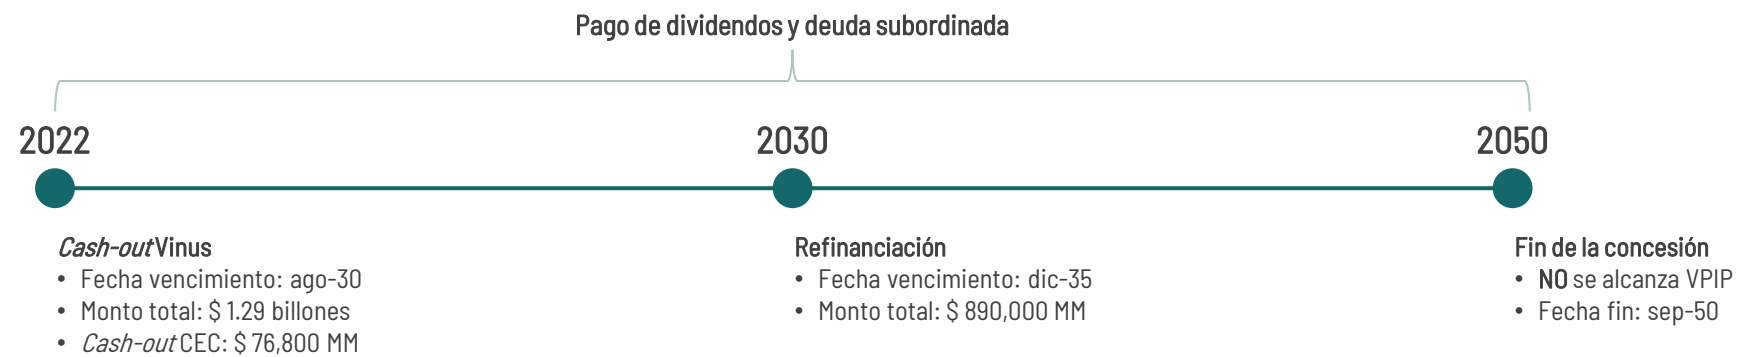 Pago de dividendos y deuda subordinada
2022
2030
2050
Cash-out Vinus
• Fecha vencimiento: ago-30
• Monto total: $ 1.29 billones
• Cash-out CEC: $ 76,800 MM
Refinanciación
• Fecha vencimiento: dic-35
• Monto total: $ 890,000 MM
Fin de la concesión
• NO se alcanza VPIP
• Fecha fin: sep-50